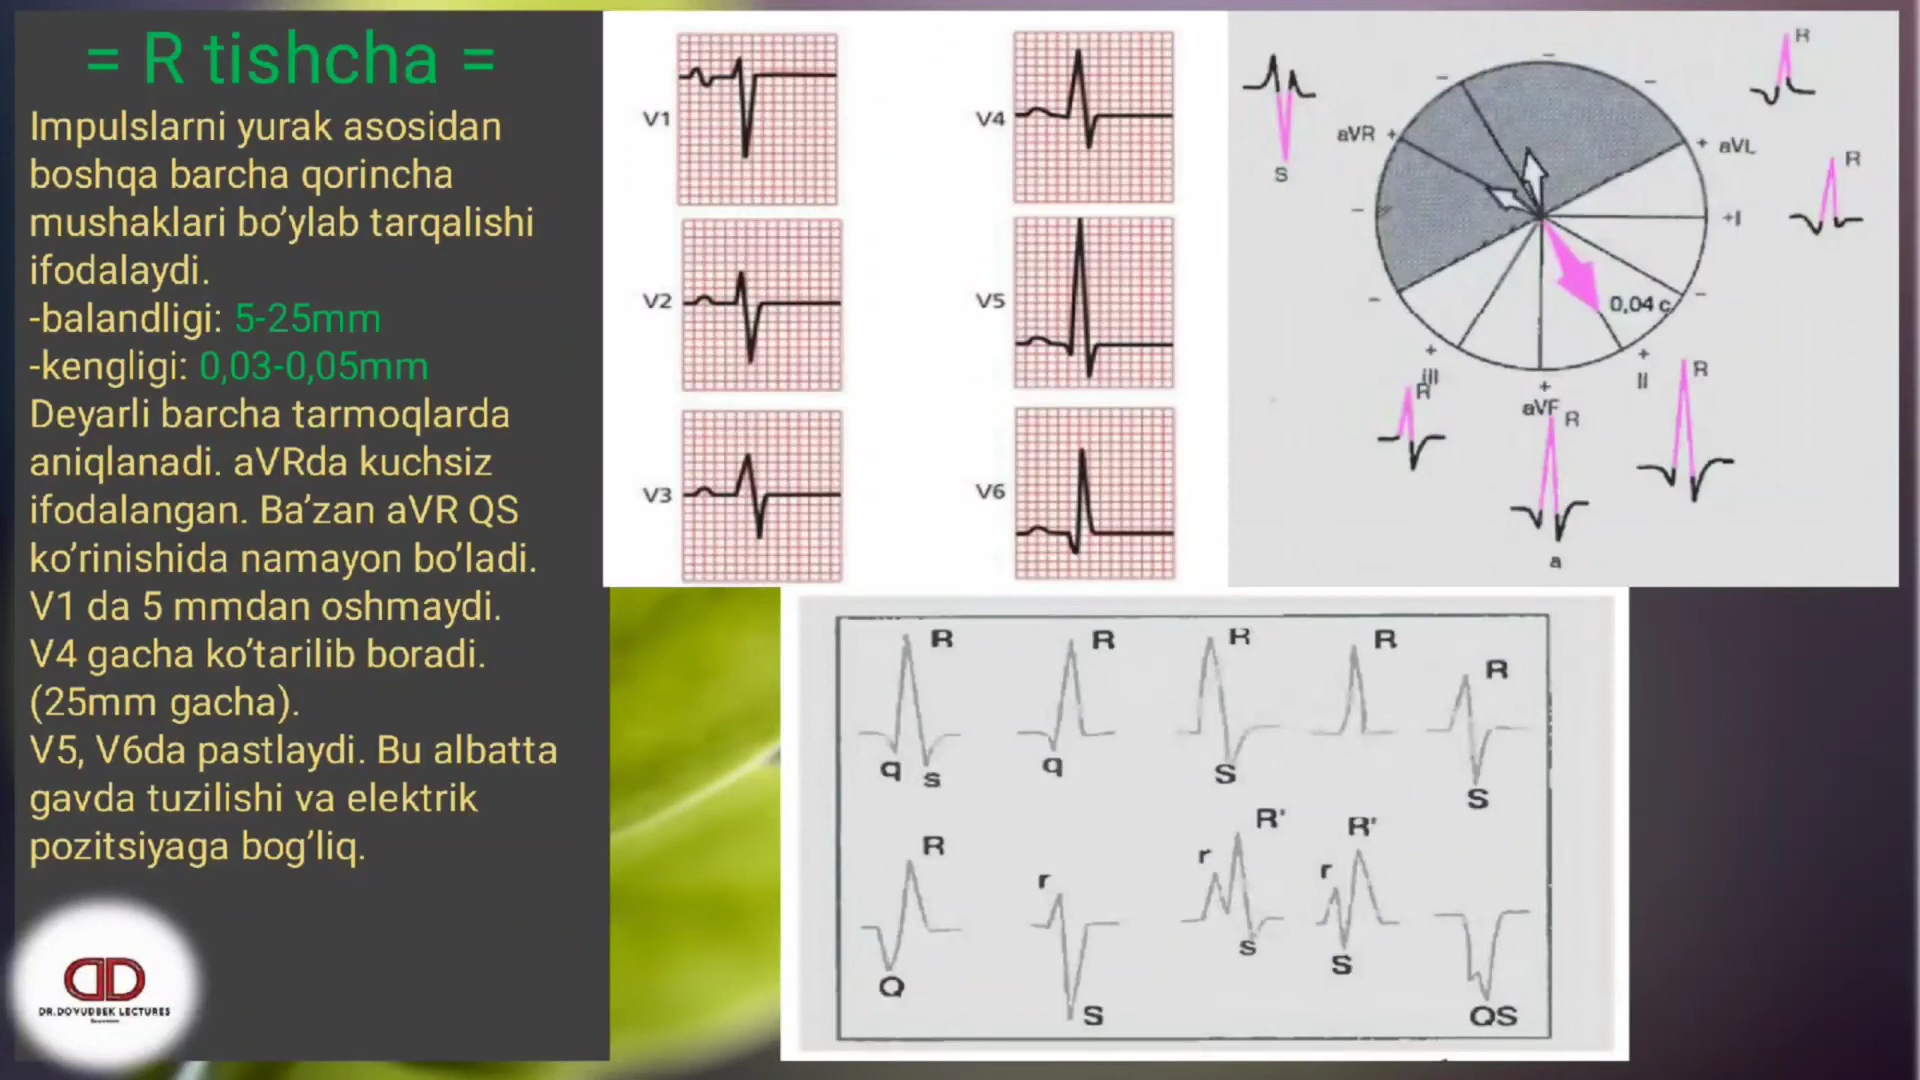 = R tishcha =
Impulslarni yurak asosidan
boshqa barcha qorincha
mushaklari bo’ylab tarqalishi
ifodalaydi.
-balandligi: 5-25mm
-kengligi: 0,03-0,05mm
Deyarli barcha tarmoqlarda
aniqlanadi. aVRda kuchsiz
ifodalangan. Ba’zan aVR QS
ko’rinishida namayon bo’ladi.
V1 da 5 mmdan oshmaydi.
V4 gacha ko’tarilib boradi.
(25mm gacha).
V5, V6da pastlaydi. Bu albatta
gavda tuzilishi va elektrik
pozitsiyaga bog’liq.
DR.DOVUDBEK LECTURES
V1
V4
V2
V5
V3
V6
S
R
aVR +
+ aVL
R
+I
0,04 c
+
III
+
II
+
aVF
R
R
R
a
R
R
R
R
R
q
s
q
S
S
R
r
r
R'
r
R'
Q
S
s
S
QS